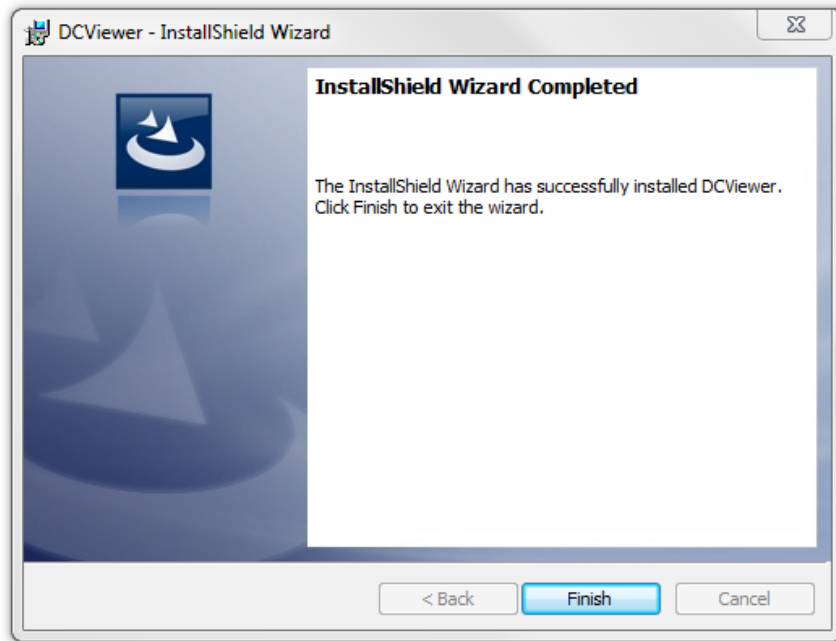 DCViewer - InstallShield Wizard
InstallShield Wizard Completed
The InstallShield Wizard has successfully installed DCViewer.
Click Finish to exit the wizard.
< Back
Finish
Cancel